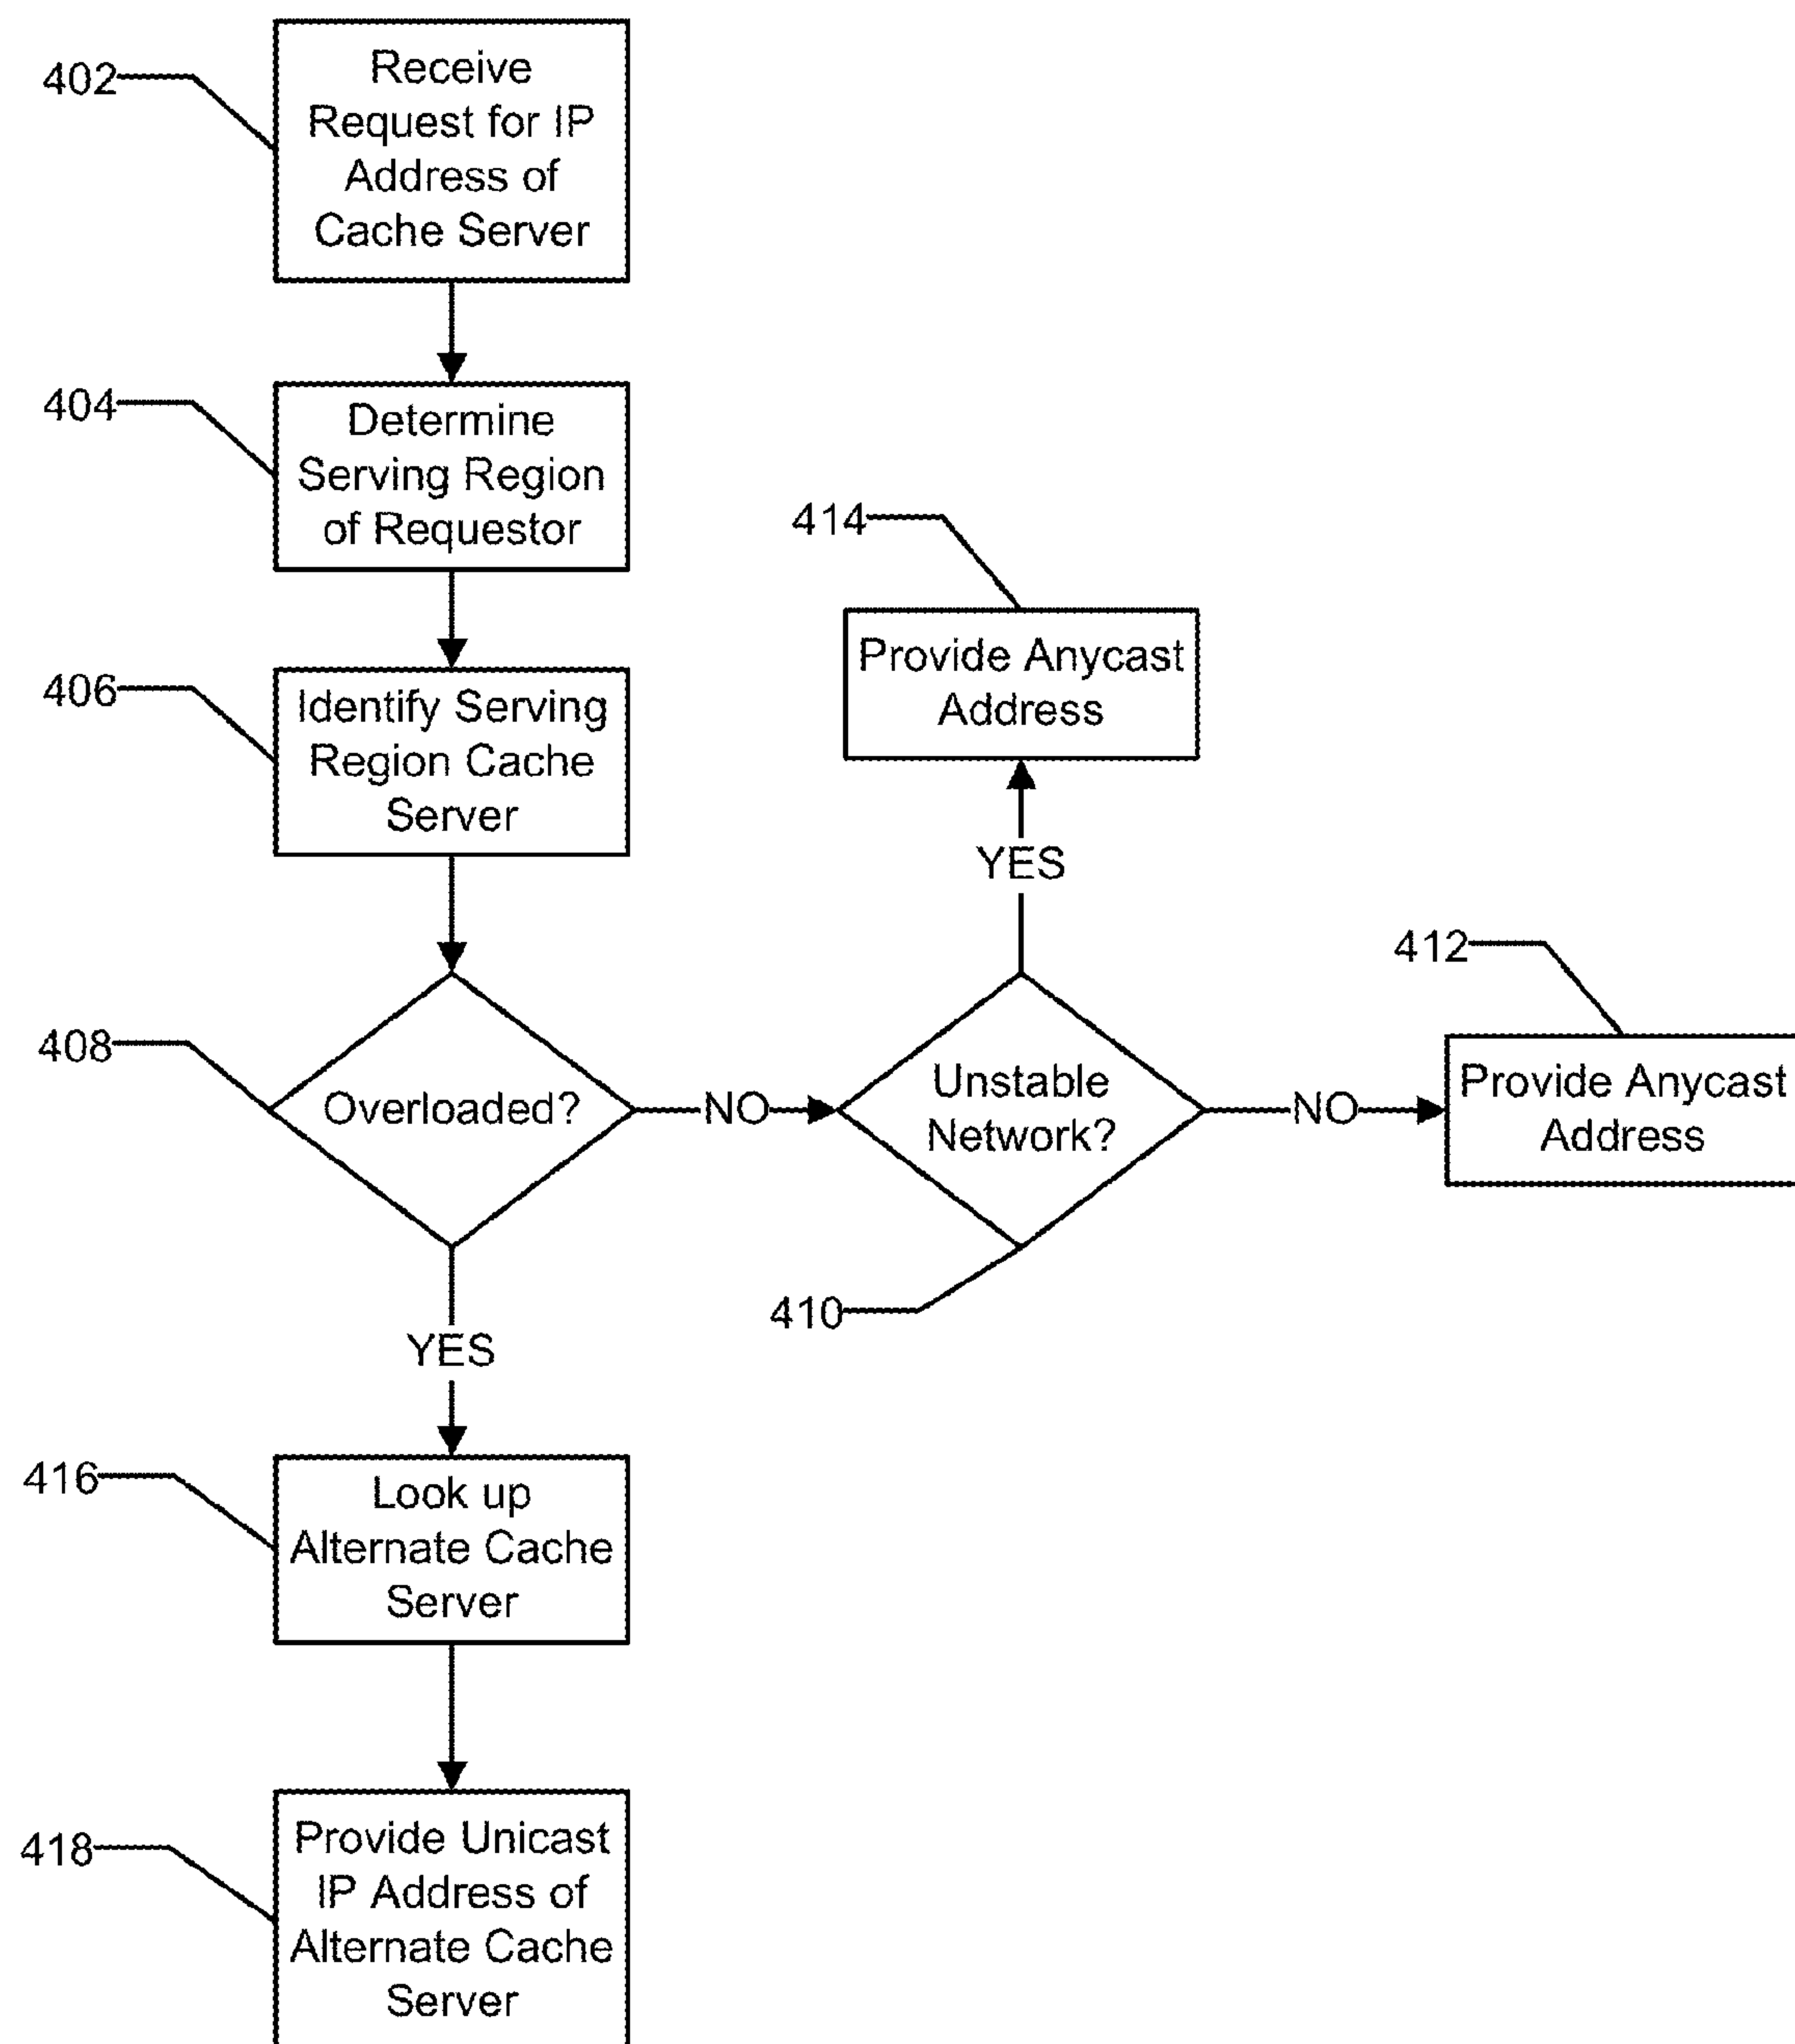 402
Receive
Request for IP
Address of
Cache Server
404
Determine
Serving Region
of Requestor
406
Identify Serving
Region Cache
Server
414
Provide Anycast
Address
YES
412
Provide Anycast
Address
408
Overloaded?
NO
Unstable
Network?
NO
410
YES
416
Look up
Alternate Cache
Server
418
Provide Unicast
IP Address of
Alternate Cache
Server